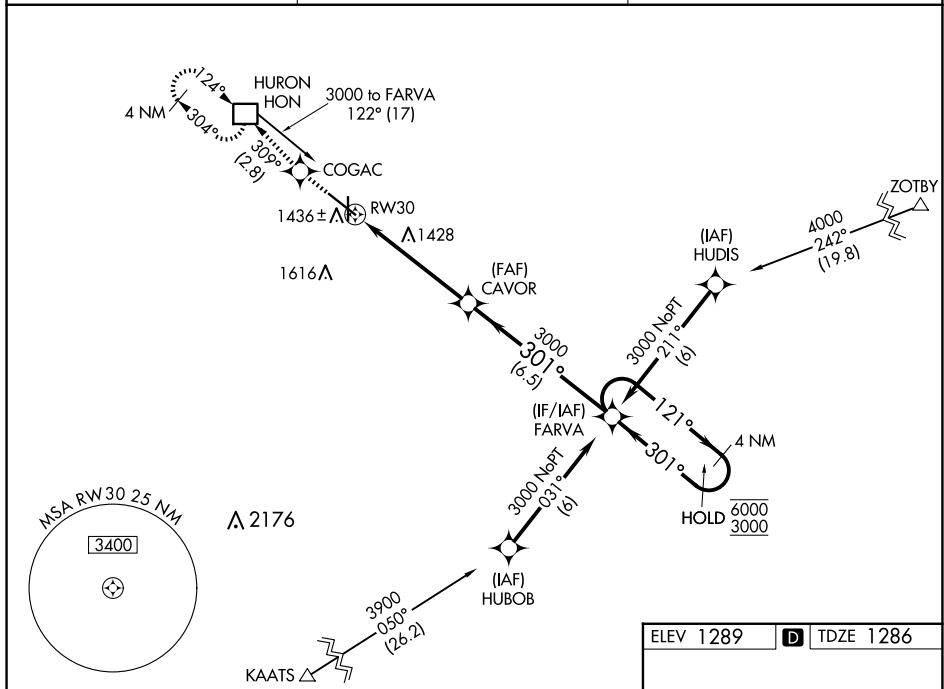 HURON
HON
124°
4 NM
304°
3000 to FARVA
122° (17)
309°
(2.8)
COGAC
1436±
RW30
1428
1616
ZOTBY
4000
242°
(19.8)
(IAF)
HUDIS
(FAF)
CAVOR
3000 NoPT
211°
(6)
3000
301°
(6.5)
(IF/IAF)
FARVA
121°
301°
4 NM
HOLD
6000
3000
3000 NoPT
031°
(6)
MSA RW30 25 NM
3400
2176
(IAF)
HUBOB
3900
050°
(26.2)
KAATS
ELEV 1289 D TDZE 1286